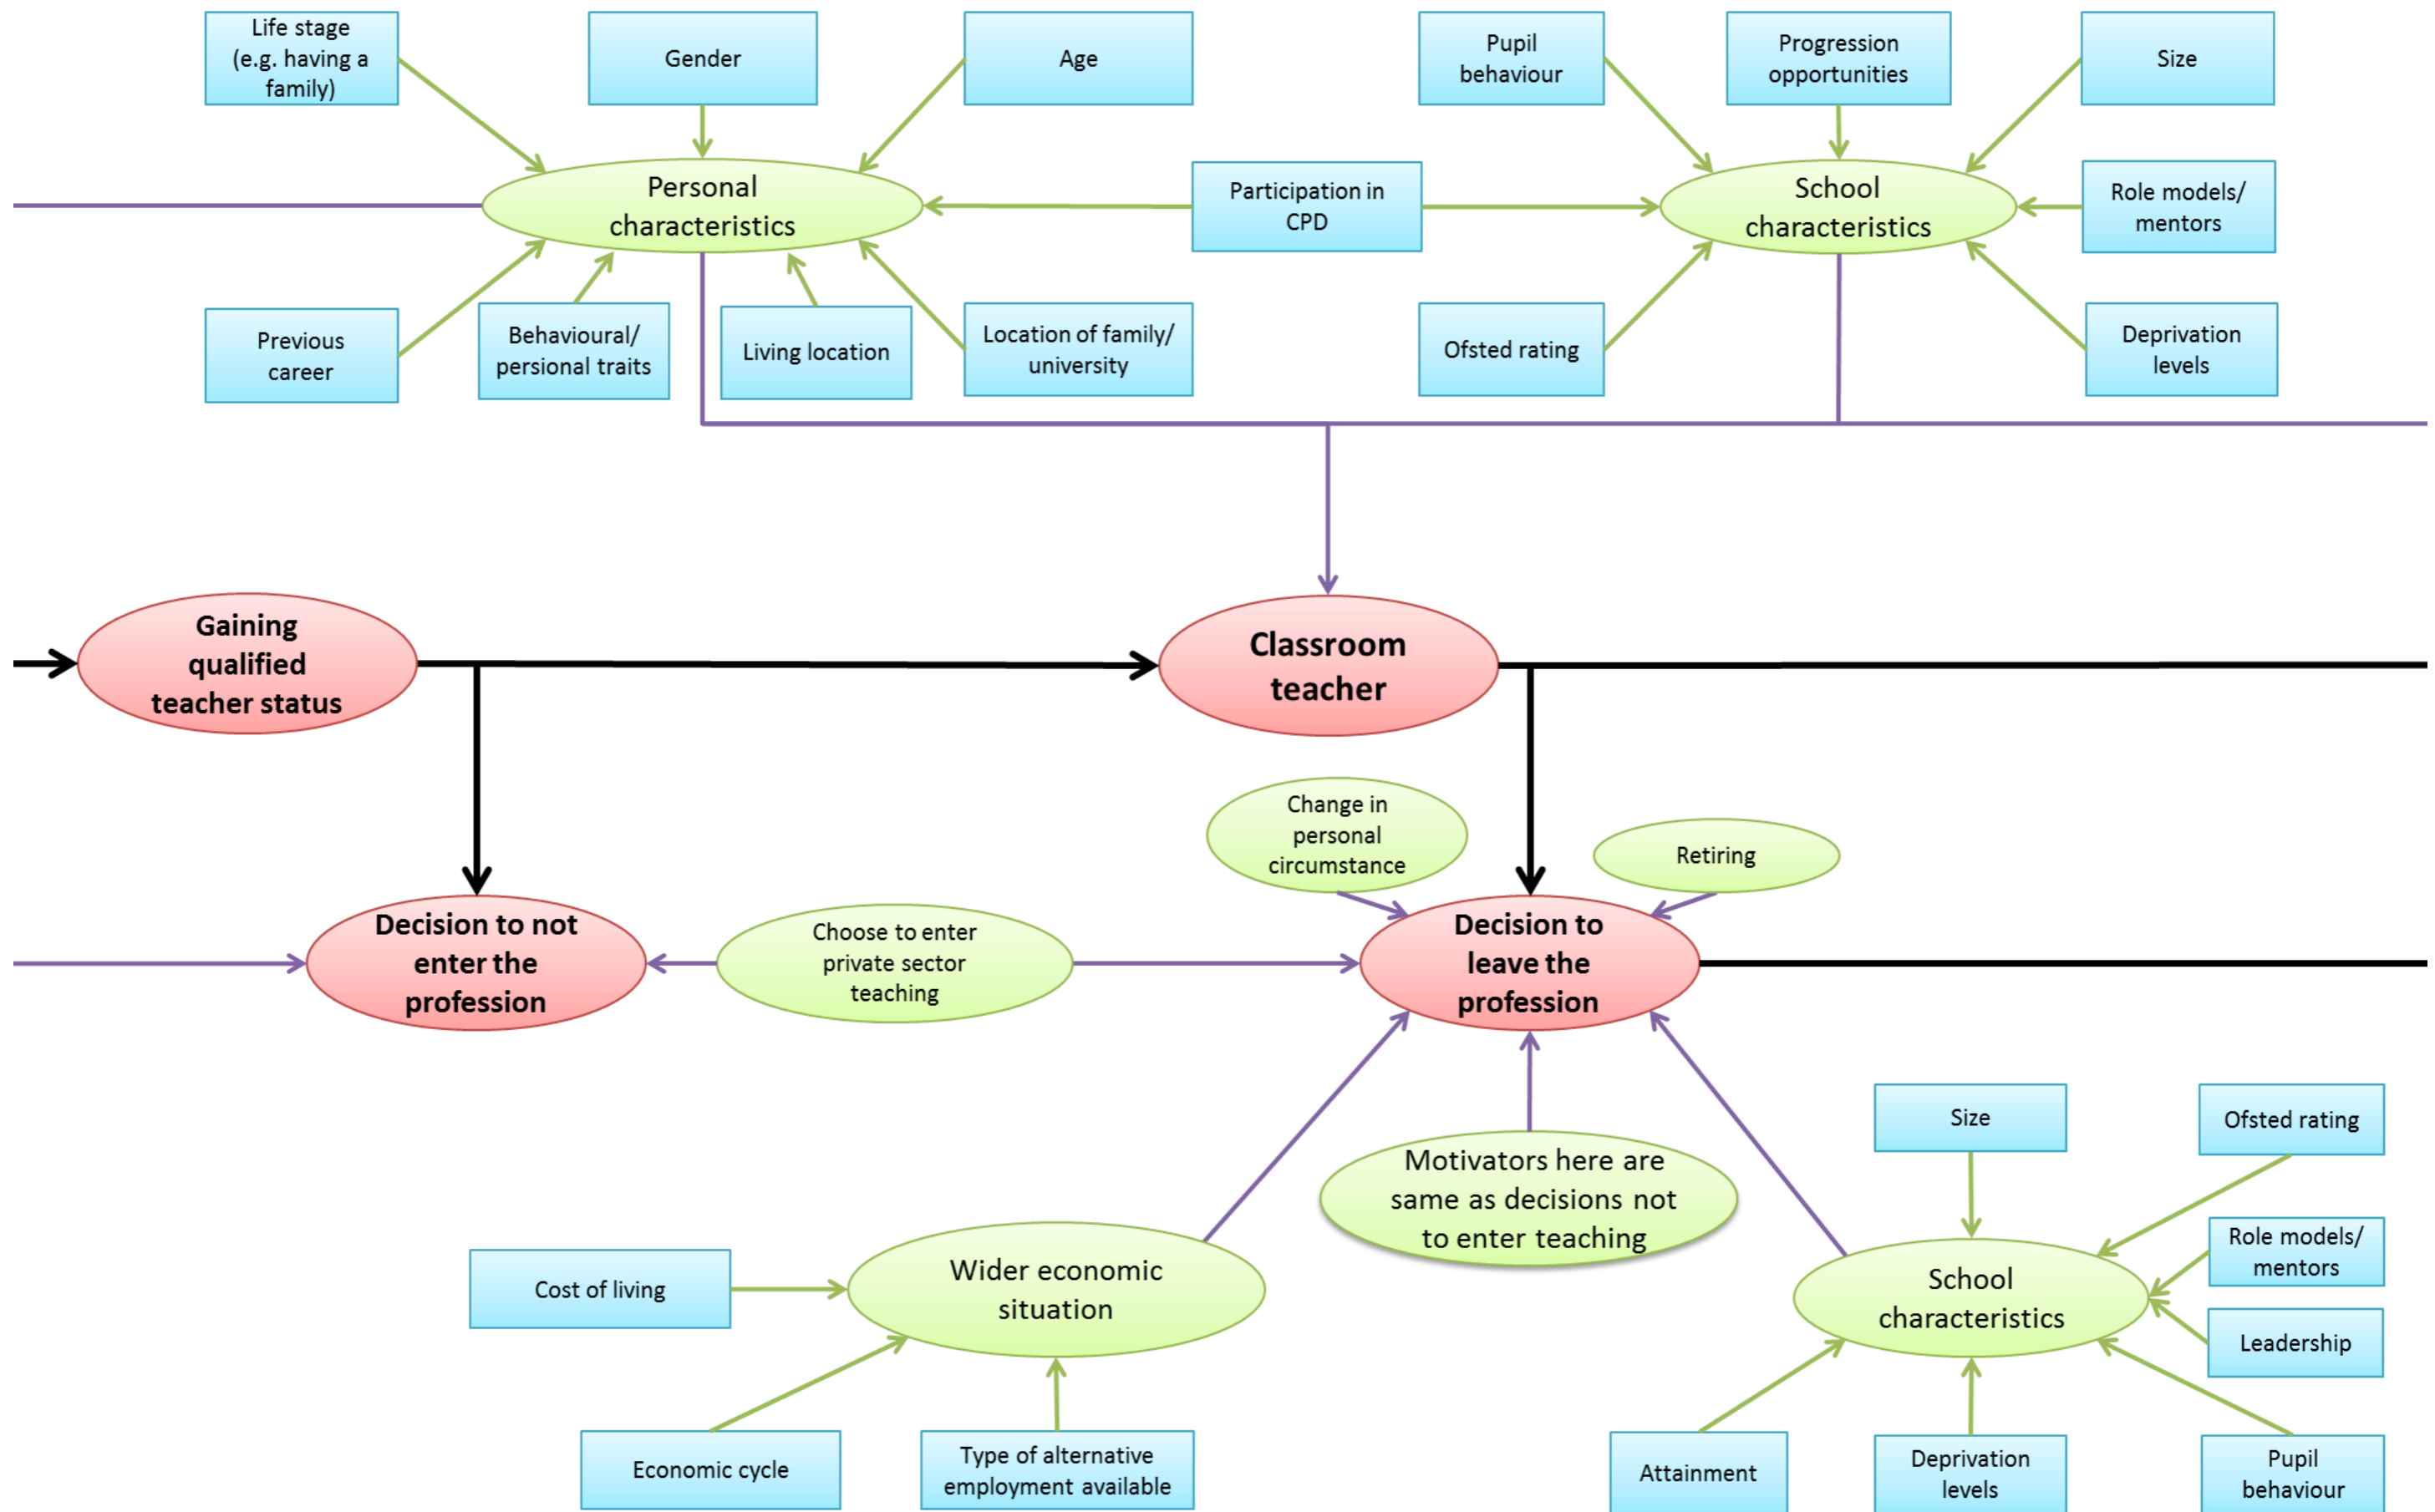 Life stage
(e.g. having a
family)
Gender
Age
Pupil
behaviour
Progression
opportunities
Size
Personal
characteristics
Participation in
CPD
School
characteristics
Role models/
mentors
Previous
career
Behavioural/
persional traits
Living location
Location of family/
university
Ofsted rating
Deprivation
levels
Gaining
qualified
teacher status
Classroom
teacher
Change in
personal
circumstance
Retiring
Decision to not
enter the
profession
Choose to enter
private sector
teaching
Decision to
leave the
profession
Motivators here are
same as decisions not
to enter teaching
Size
Ofsted rating
Cost of living
Wider economic
situation
School
characteristics
Role models/
mentors
Leadership
Economic cycle
Type of alternative
employment available
Attainment
Deprivation
levels
Pupil
behaviour